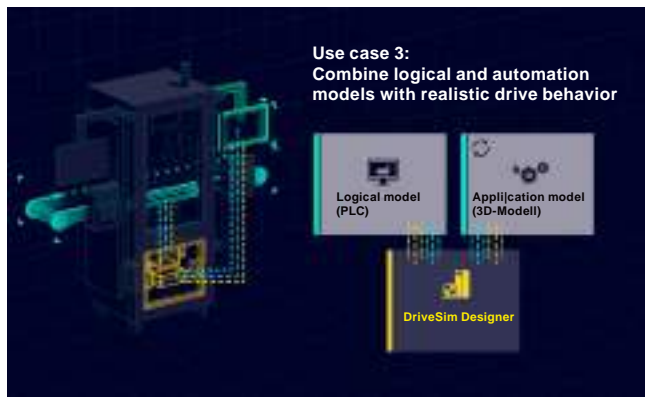 Use case 3:
Combine logical and automation
models with realistic drive behavior
Logical model
(PLC)
Appli|cation model
(3D-Modell)
DriveSim Designer